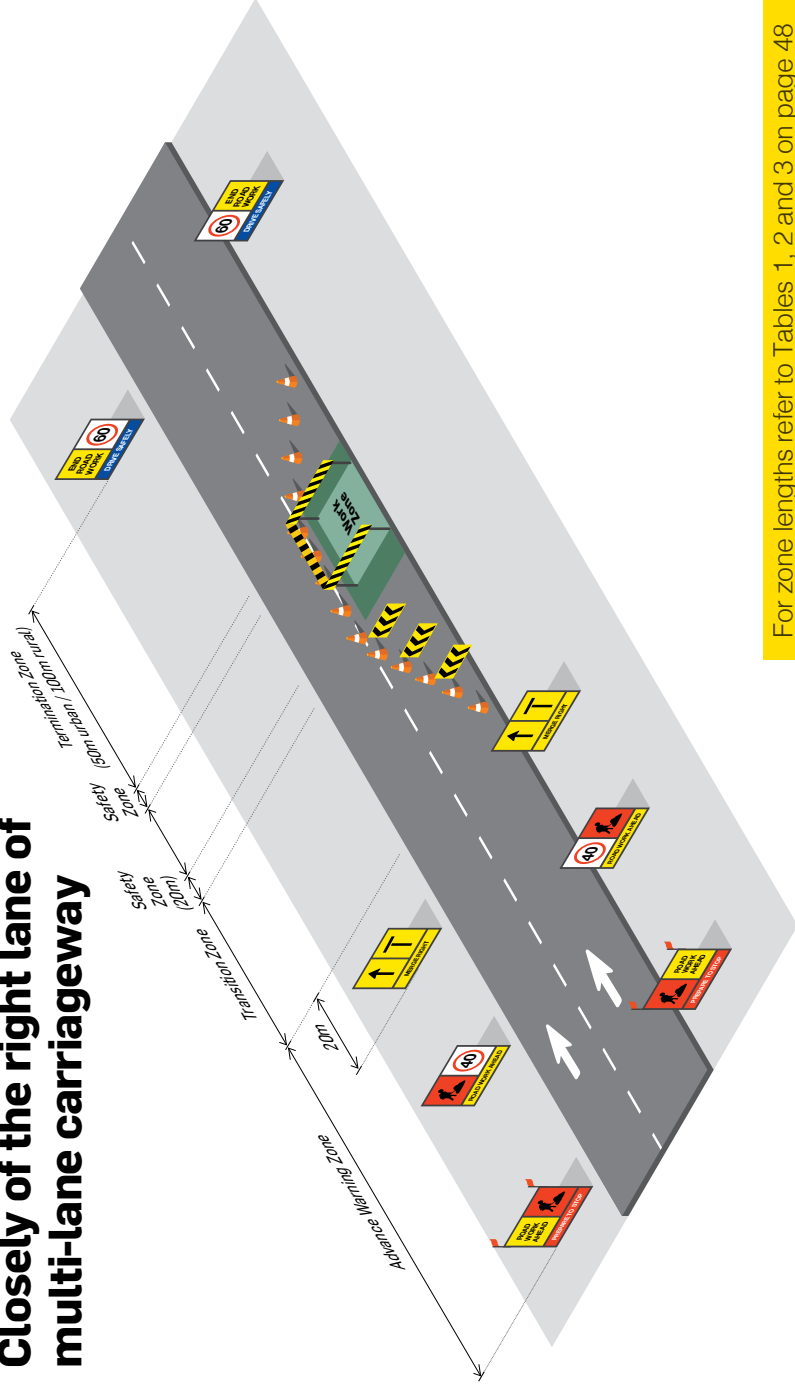 Closely of the right lane of
multi-lane carriageway
Termination Zone
(50m urban / 100m rural)
Safety
Zone
Safety
Zone
(20m)
Transition Zone
20m
Advance Warning Zone
END
ROAD
WORK
60
DRIVE SAFELY
60
END
ROAD
WORK
DRIVE SAFELY
Work
Zone
MERGE RIGHT
MERGE RIGHT
40
ROAD WORK AHEAD
40
ROAD WORK AHEAD
ROAD
WORK
AHEAD
PREPARE TO STOP
ROAD
WORK
AHEAD
PREPARE TO STOP
For zone lengths refer to Tables 1, 2 and 3 on page 48